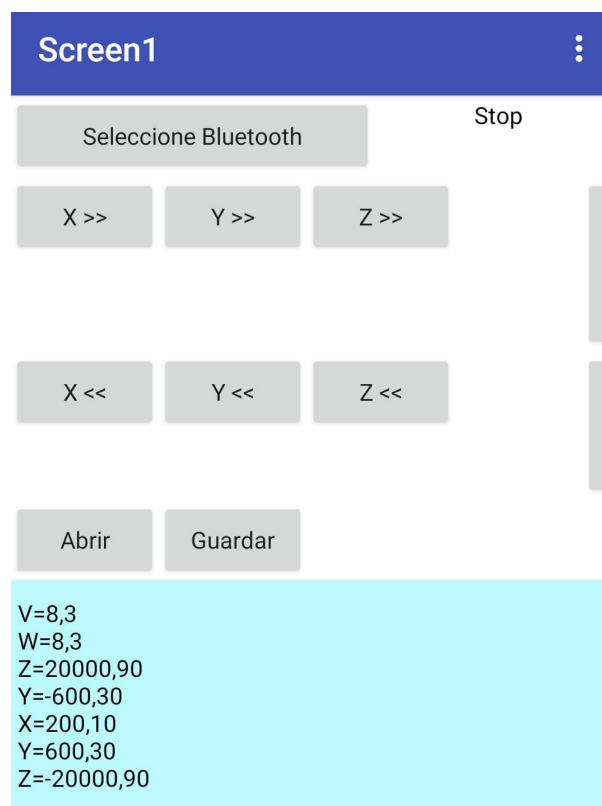 Screen1
Seleccione Bluetooth
Stop
X >>
Y >>
Z >>
X <<
Y <<
Z <<
Abrir
Guardar
V=8,3
W=8,3
Z=20000,90
Y=-600,30
X=200,10
Y=600,30
Z=-20000,90